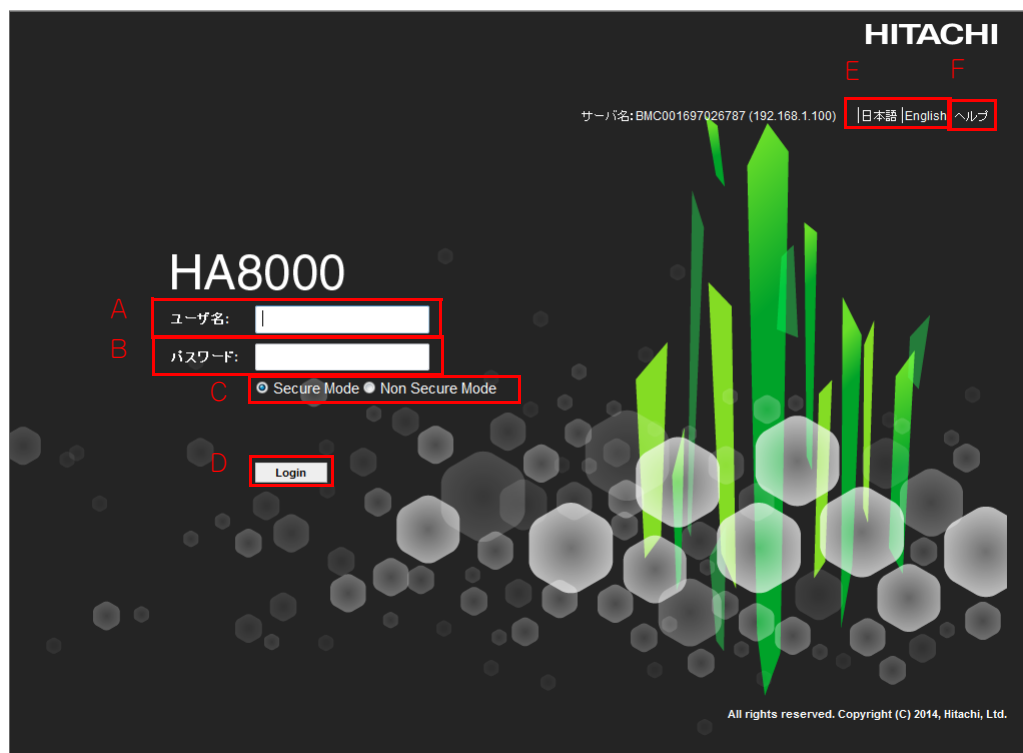 HITACHI
E F
サーバ名: BMC001697026787 (192.168.1.100) |日本語 |English ヘルプ
HA8000
A ユーザ名:
B パスワード:
C Secure Mode Non Secure Mode
D Login
All rights reserved. Copyright (C) 2014, Hitachi, Ltd.